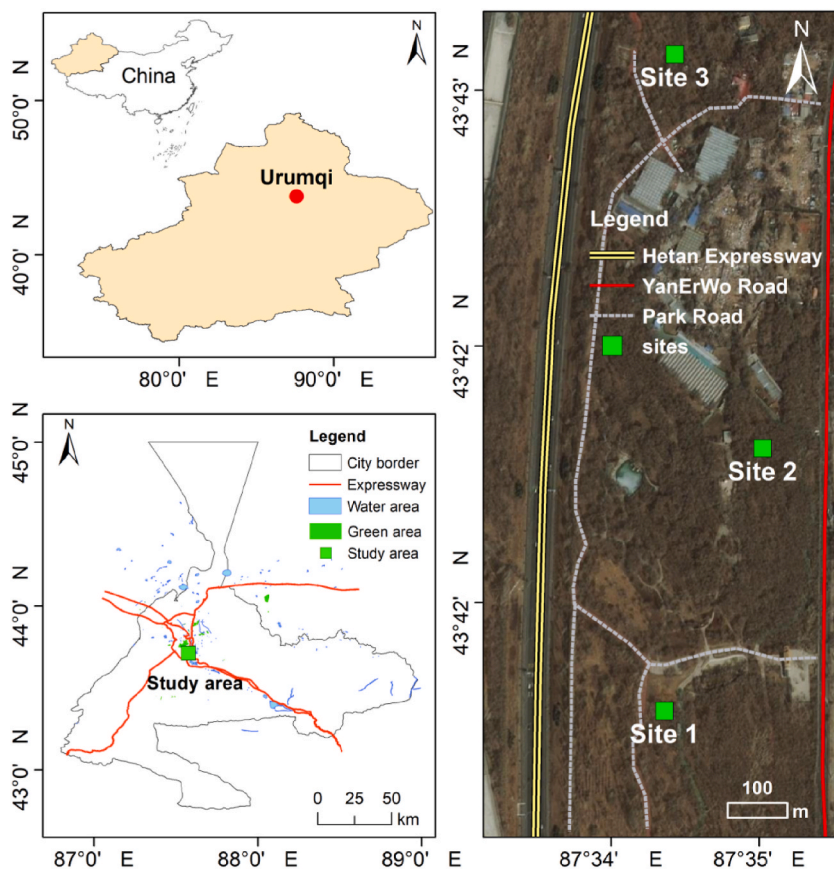 N
China
50°0' N
40°0' N
Urumqi
80°0' E
90°0' E
N
45°0' N
44°0' N
43°0' N
Legend
City border
Expressway
Water area
Green area
Study area
Study area
0 25 50
km
87°0' E
88°0' E
89°0' E
N
43°43' N
43°42' N
43°42' N
Site 3
Legend
Hetan Expressway
YanErWo Road
Park Road
sites
Site 2
Site 1
100
m
87°34' E
87°35' E